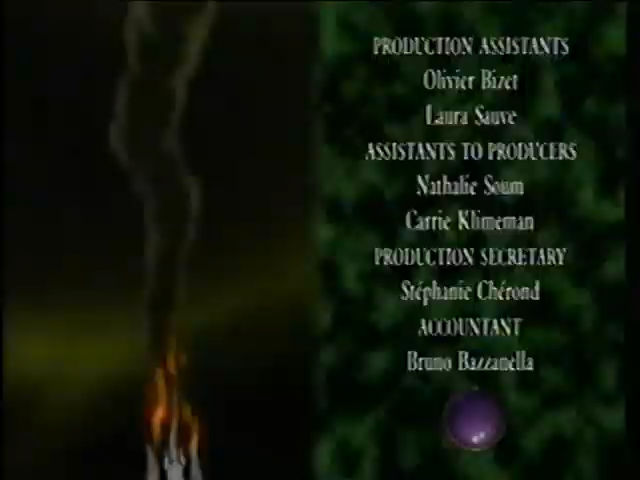 PRODUCTION ASSISTANTS
Olivier Bizet
Laura Sauve
ASSISTANTS TO PRODUCERS
Nathalie Soum
Carrie Klimeman
PRODUCTION SECRETARY
Stéphanie Chérond
ACCOUNTANT
Bruno Bazzanella